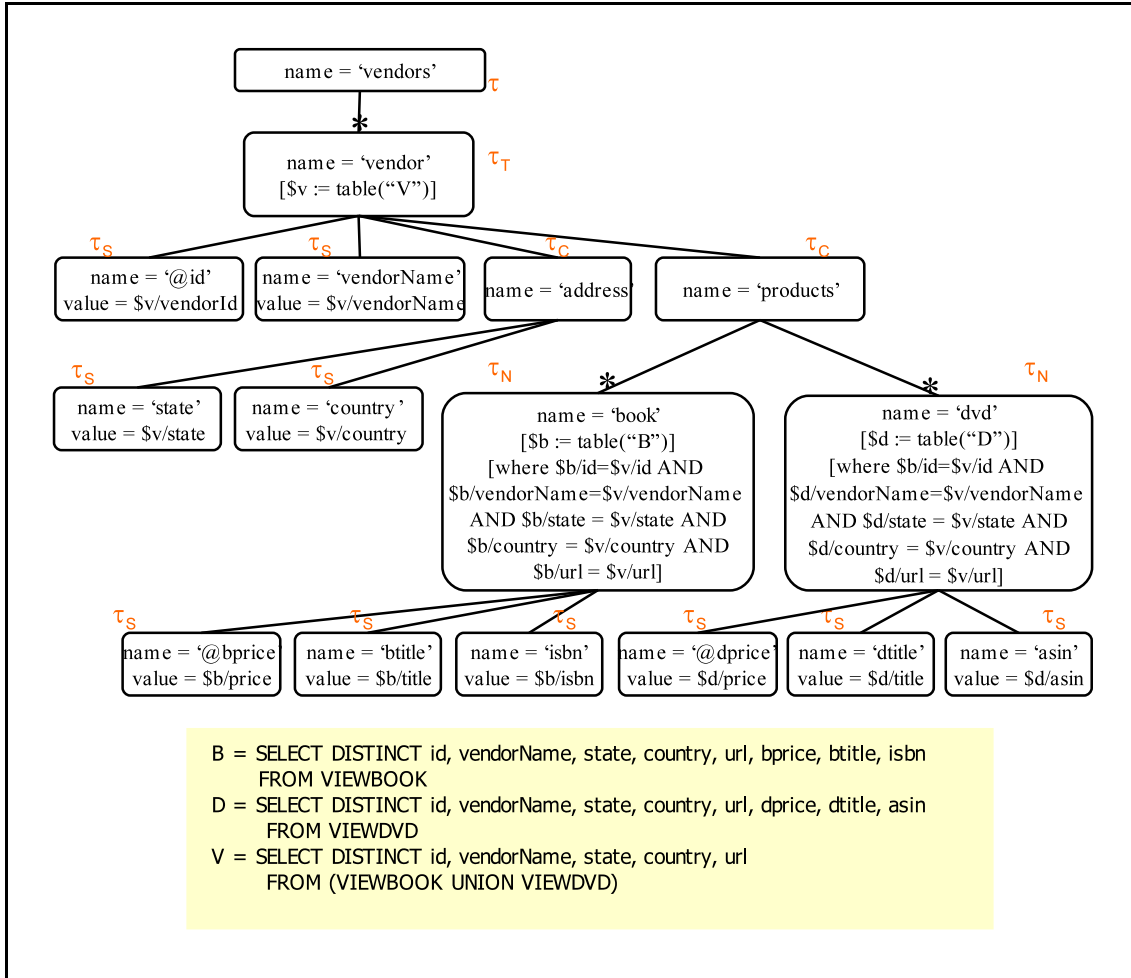 name = ‘vendors’
τ
*
name = ‘vendor’
[$v := table(“V”)]
τT
τS
τS
τC
τC
name = ‘@id’
value = $v/vendorId
name = ‘vendorName’
value = $v/vendorName
name = ‘address’
name = ‘products’
τS
τS
τN
τN
*
*
name = ‘state’
value = $v/state
name = ‘country’
value = $v/country
name = ‘book’
[$b := table(“B”)]
[where $b/id=$v/id AND
$b/vendorName=$v/vendorName
AND $b/state = $v/state AND
$b/country = $v/country AND
$b/url = $v/url]
name = ‘dvd’
[$d := table(“D”)]
[where $b/id=$v/id AND
$d/vendorName=$v/vendorName
AND $d/state = $v/state AND
$d/country = $v/country AND
$d/url = $v/url]
τS
τS
τS
τS
τS
τS
name = ‘@bprice’
value = $b/price
name = ‘btitle’
value = $b/title
name = ‘isbn’
value = $b/isbn
name = ‘@dprice’
value = $d/price
name = ‘dtitle’
value = $d/title
name = ‘asin’
value = $d/asin
B = SELECT DISTINCT id, vendorName, state, country, url, bprice, btitle, isbn
FROM VIEWBOOK
D = SELECT DISTINCT id, vendorName, state, country, url, dprice, dtitle, asin
FROM VIEWDVD
V = SELECT DISTINCT id, vendorName, state, country, url
FROM (VIEWBOOK UNION VIEWDVD)